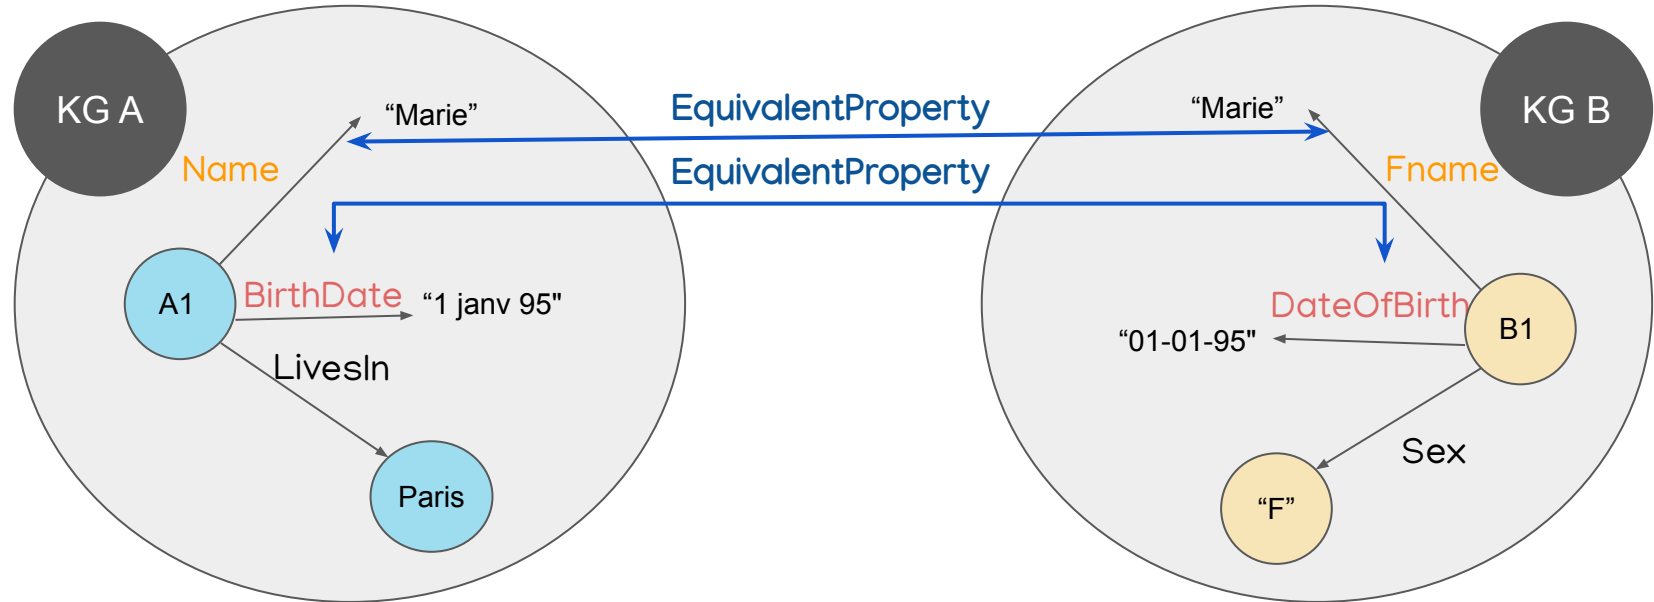 KG A
“Marie”
EquivalentProperty
“Marie”
KG B
Name
EquivalentProperty
Fname
A1
BirthDate
“1 janv 95"
DateOfBirth
B1
“01-01-95"
LivesIn
Sex
Paris
“F”